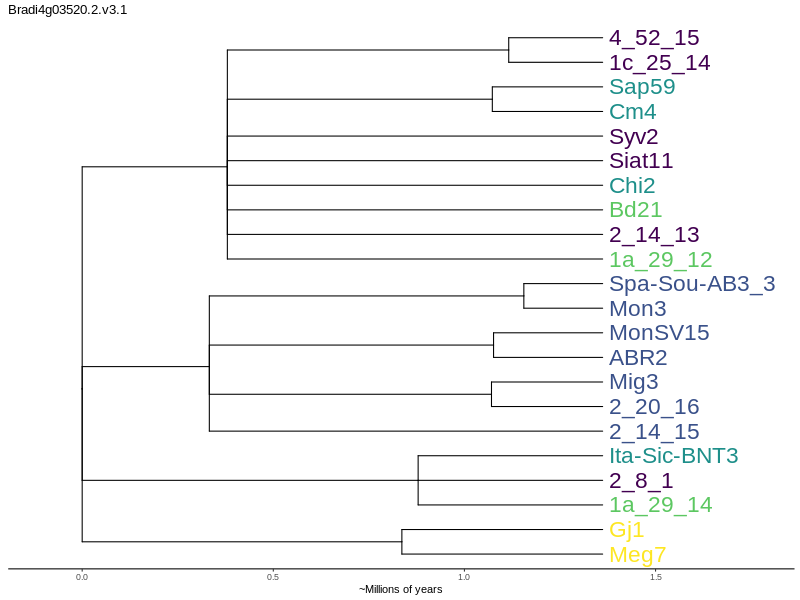 Bradi4g03520.2.v3.1
4_52_15
1c_25_14
Sap59
Cm4
Syv2
Siat11
Chi2
Bd21
2_14_13
1a_29_12
Spa-Sou-AB3_3
Mon3
MonSV15
ABR2
Mig3
2_20_16
2_14_15
Ita-Sic-BNT3
2_8_1
1a_29_14
Gj1
Meg7
0.0 0.5 1.0 1.5
~Millions of years